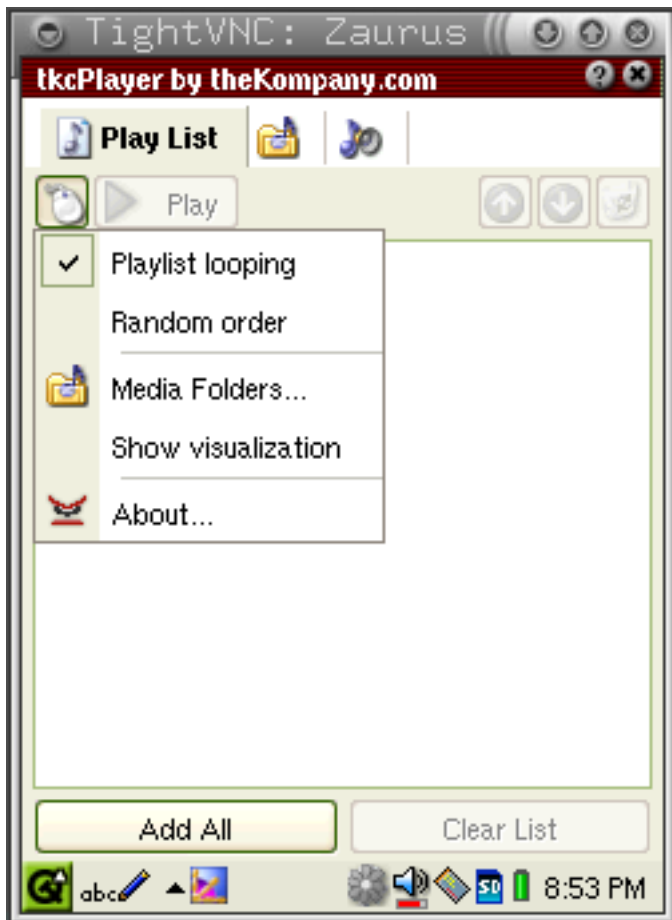 TightVNC: Zaurus
tkcPlayer by theKompany.com
Play List
Play
Playlist looping
Random order
Media Folders...
Show visualization
About...
Add All
Clear List
abc
SD
8:53 PM